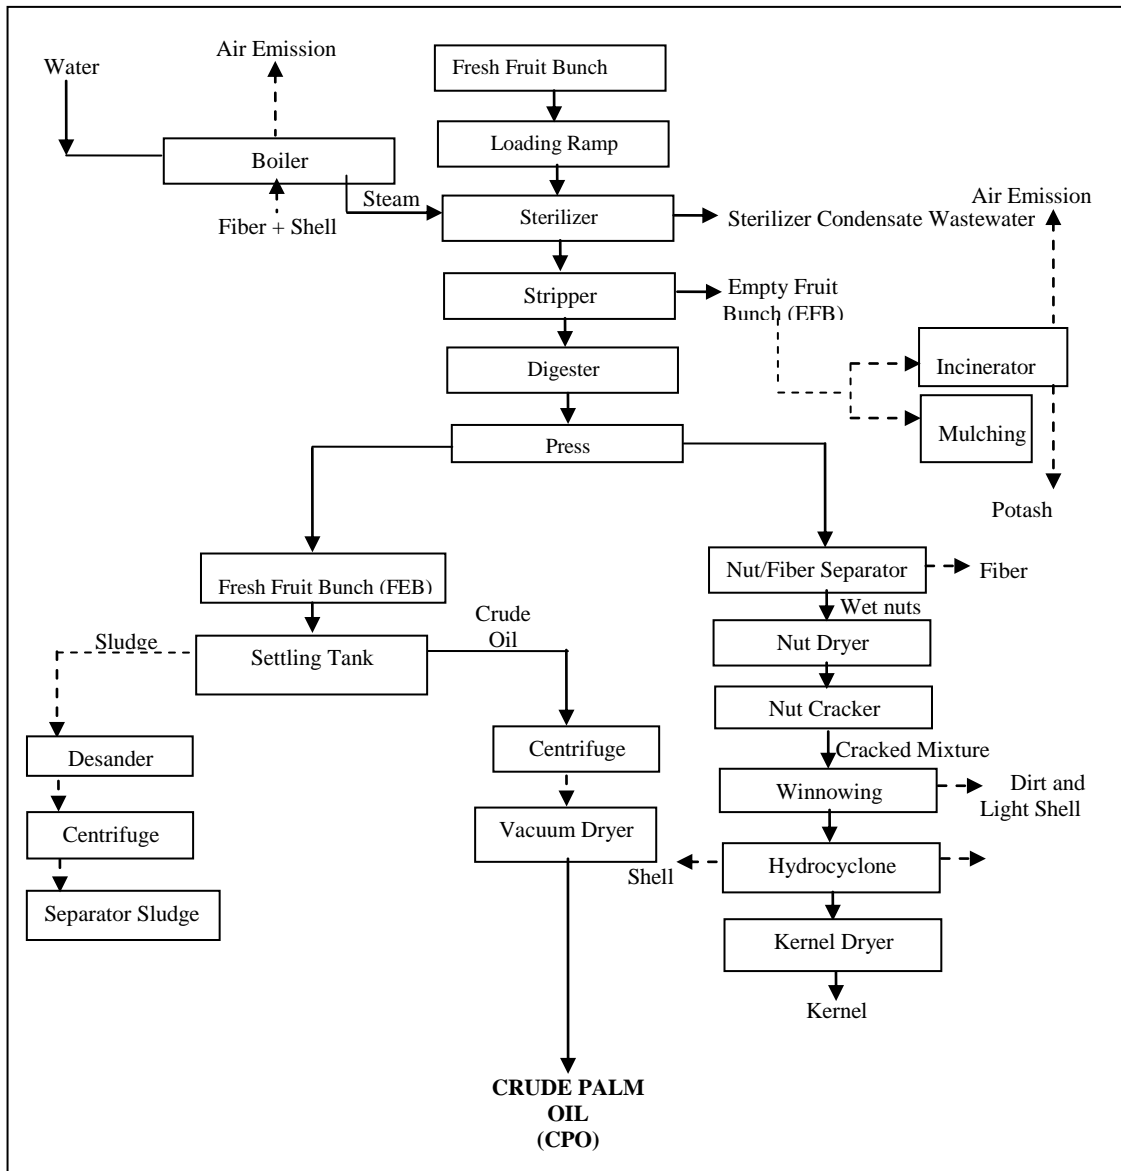 Air Emission
Water
Fresh Fruit Bunch
Loading Ramp
Boiler
Steam
Fiber + Shell
Sterilizer
Sterilizer Condensate Wastewater
Air Emission
Stripper
Empty Fruit
Bunch (EFB)
Digester
Incinerator
Mulching
Press
Potash
Fresh Fruit Bunch (FEB)
Nut/Fiber Separator
Fiber
Wet nuts
Crude
Oil
Sludge
Settling Tank
Nut Dryer
Nut Cracker
Desander
Centrifuge
Cracked Mixture
Winnowing
Dirt and
Light Shell
Centrifuge
Vacuum Dryer
Shell
Hydrocyclone
Separator Sludge
Kernel Dryer
Kernel
CRUDE PALM
OIL
(CPO)